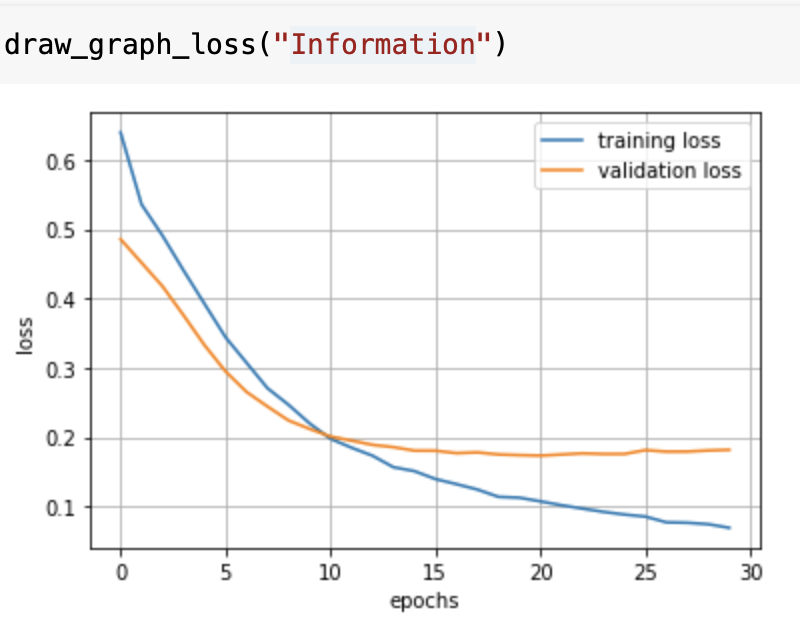 draw_graph_loss("Information")
training loss
validation loss
0.6
0.5
0.4
0.3
0.2
0.1
loss
0 5 10 15 20 25 30
epochs